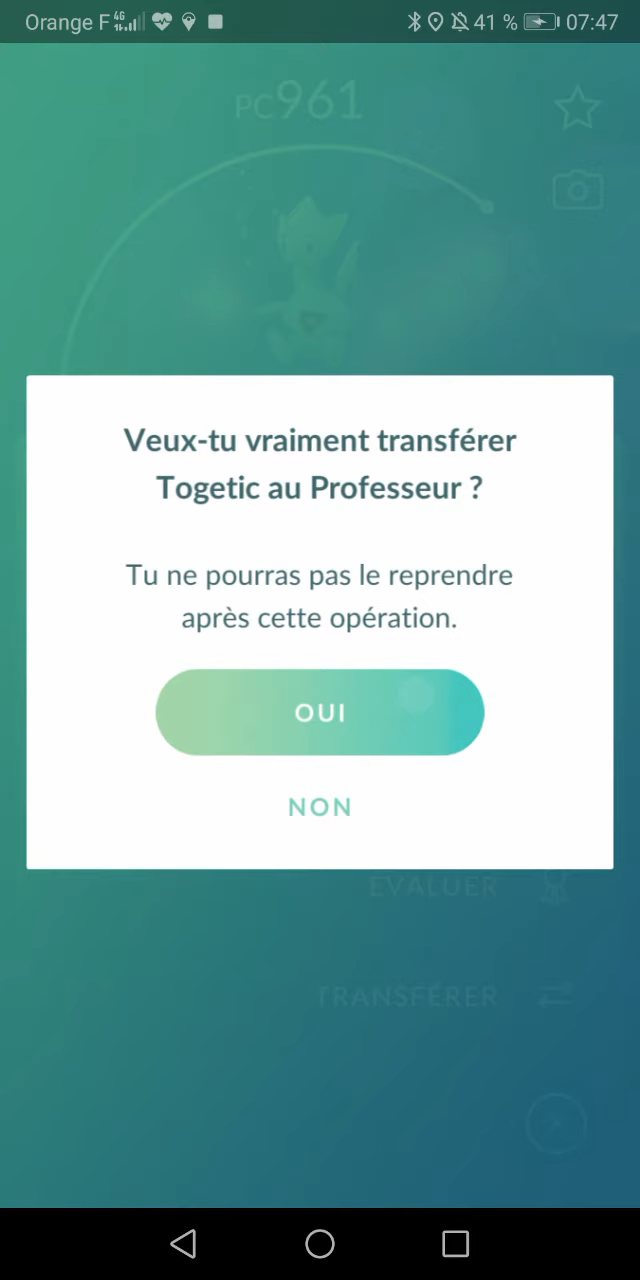 Orange F 4G 41 % 07:47
PC961
Veux-tu vraiment transférer
Togetic au Professeur ?
Tu ne pourras pas le reprendre
après cette opération.
OUI
NON
ÉVALUER
TRANSFÉRER